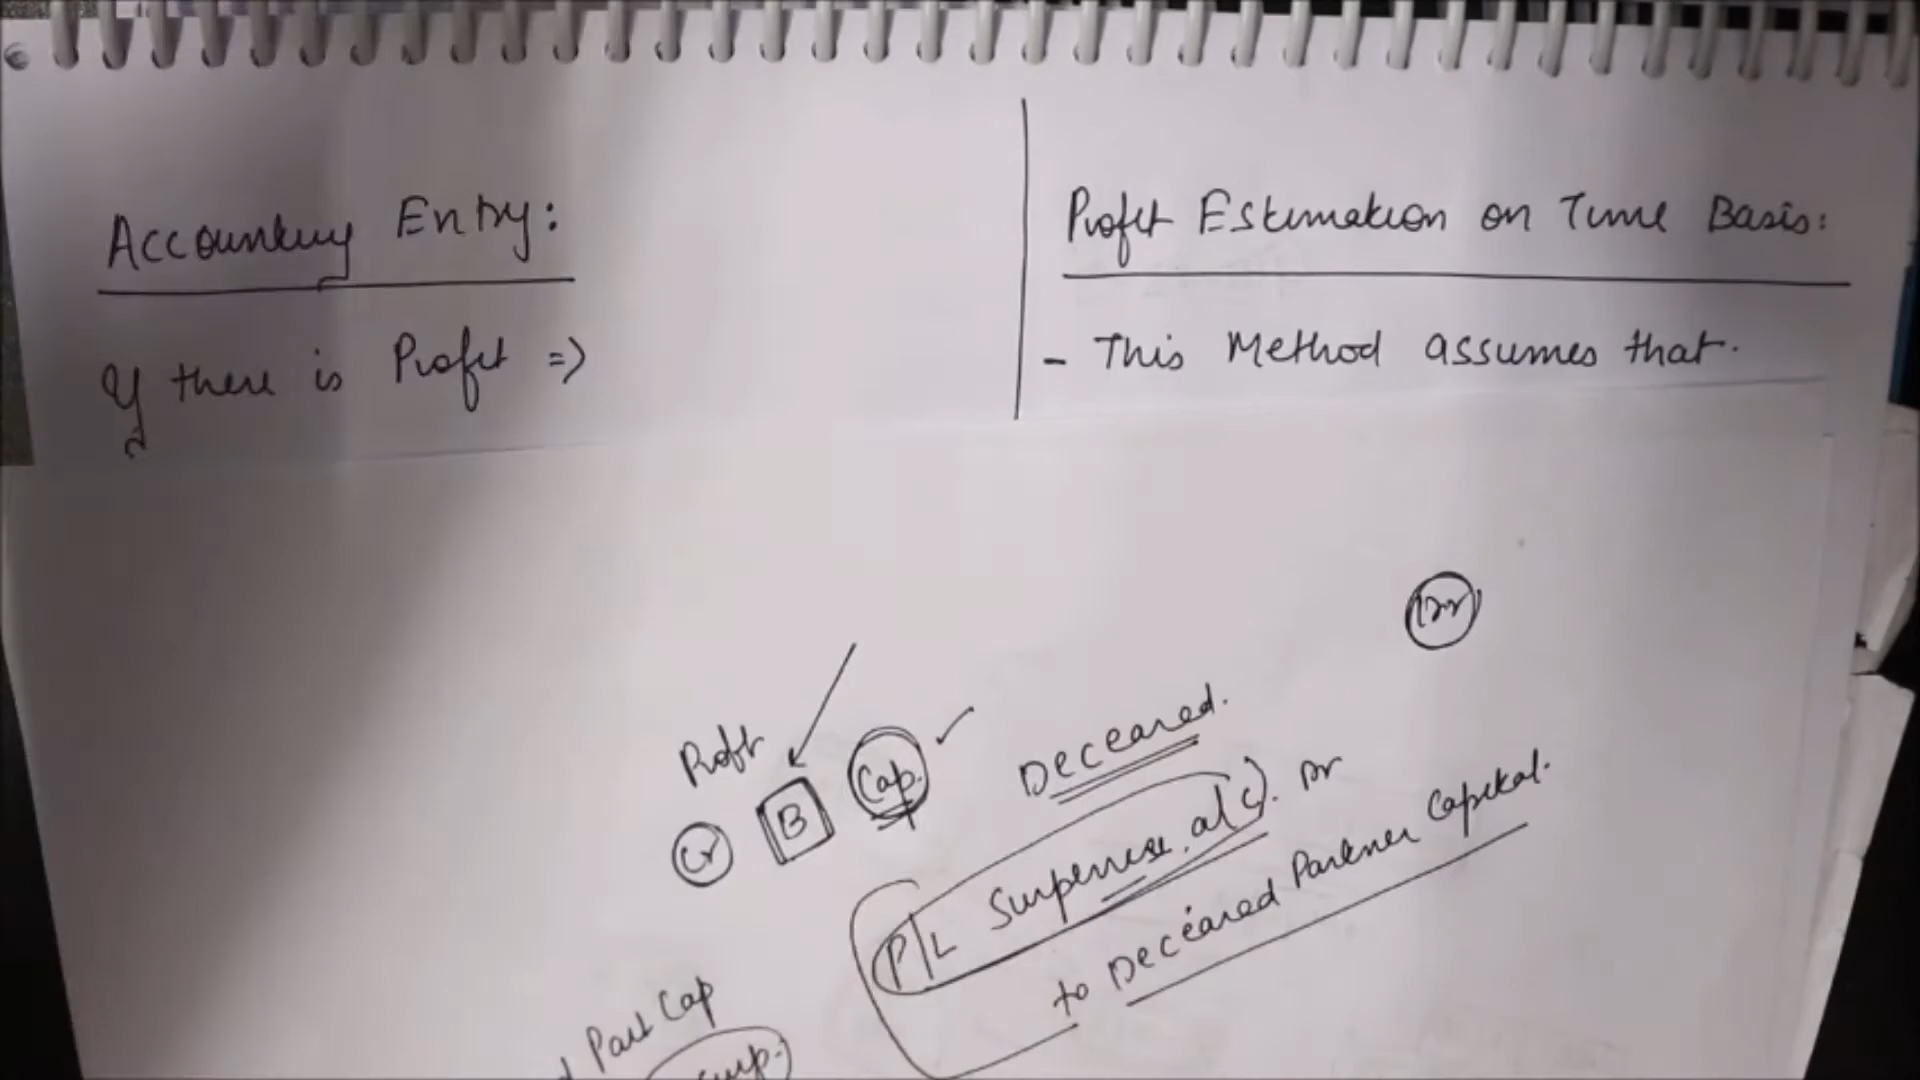 Accounting Entry:
If there is Profit =>
Profit Estimation on Time Basis:
- This Method assumes that.
Dr
Profit
Cr B Cap.
Deceased.
P/L Suspense a/c). Dr
to Deceased Partner Capital.
Part Cap
Susp.